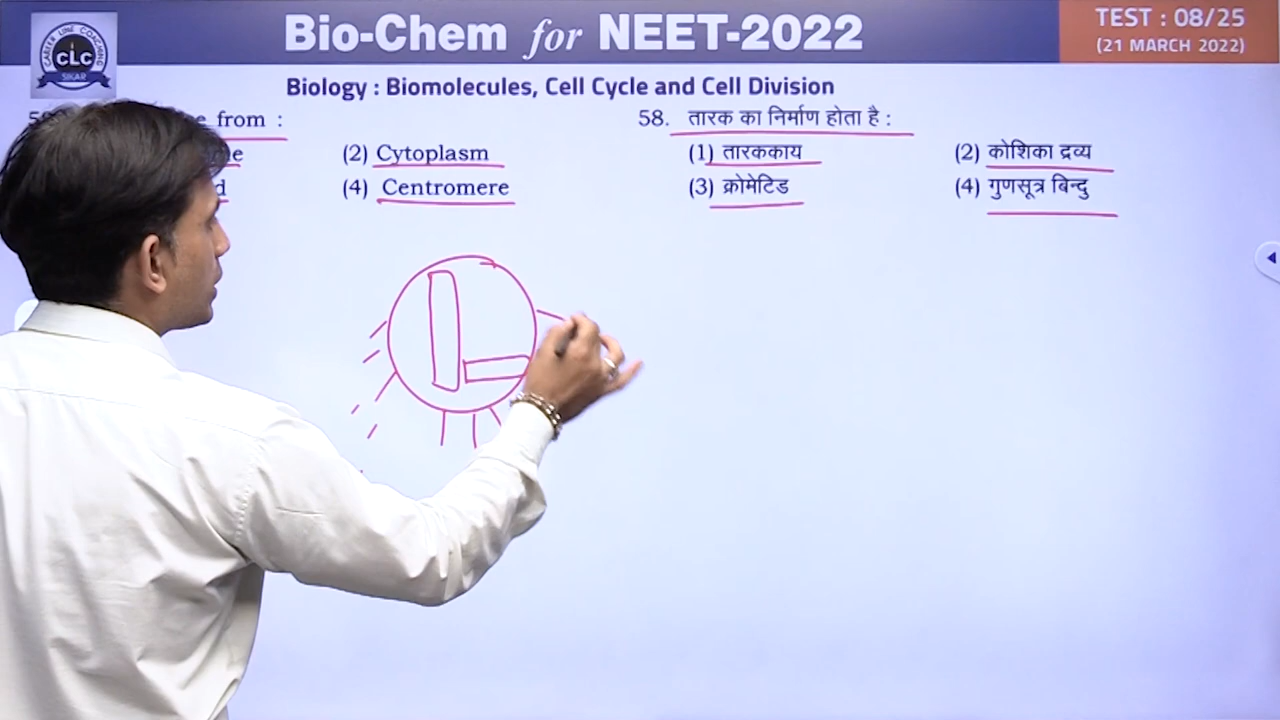 Bio-Chem for NEET-2022
TEST : 08/25
(21 MARCH 2022)
CAREER LINE COACHING
CLC
SIKAR
Biology : Biomolecules, Cell Cycle and Cell Division
from :
(2) Cytoplasm
(4) Centromere
58. तारक का निर्माण होता है :
(1) तारककाय (2) कोशिका द्रव्य
(3) क्रोमेटिड (4) गुणसूत्र बिन्दु